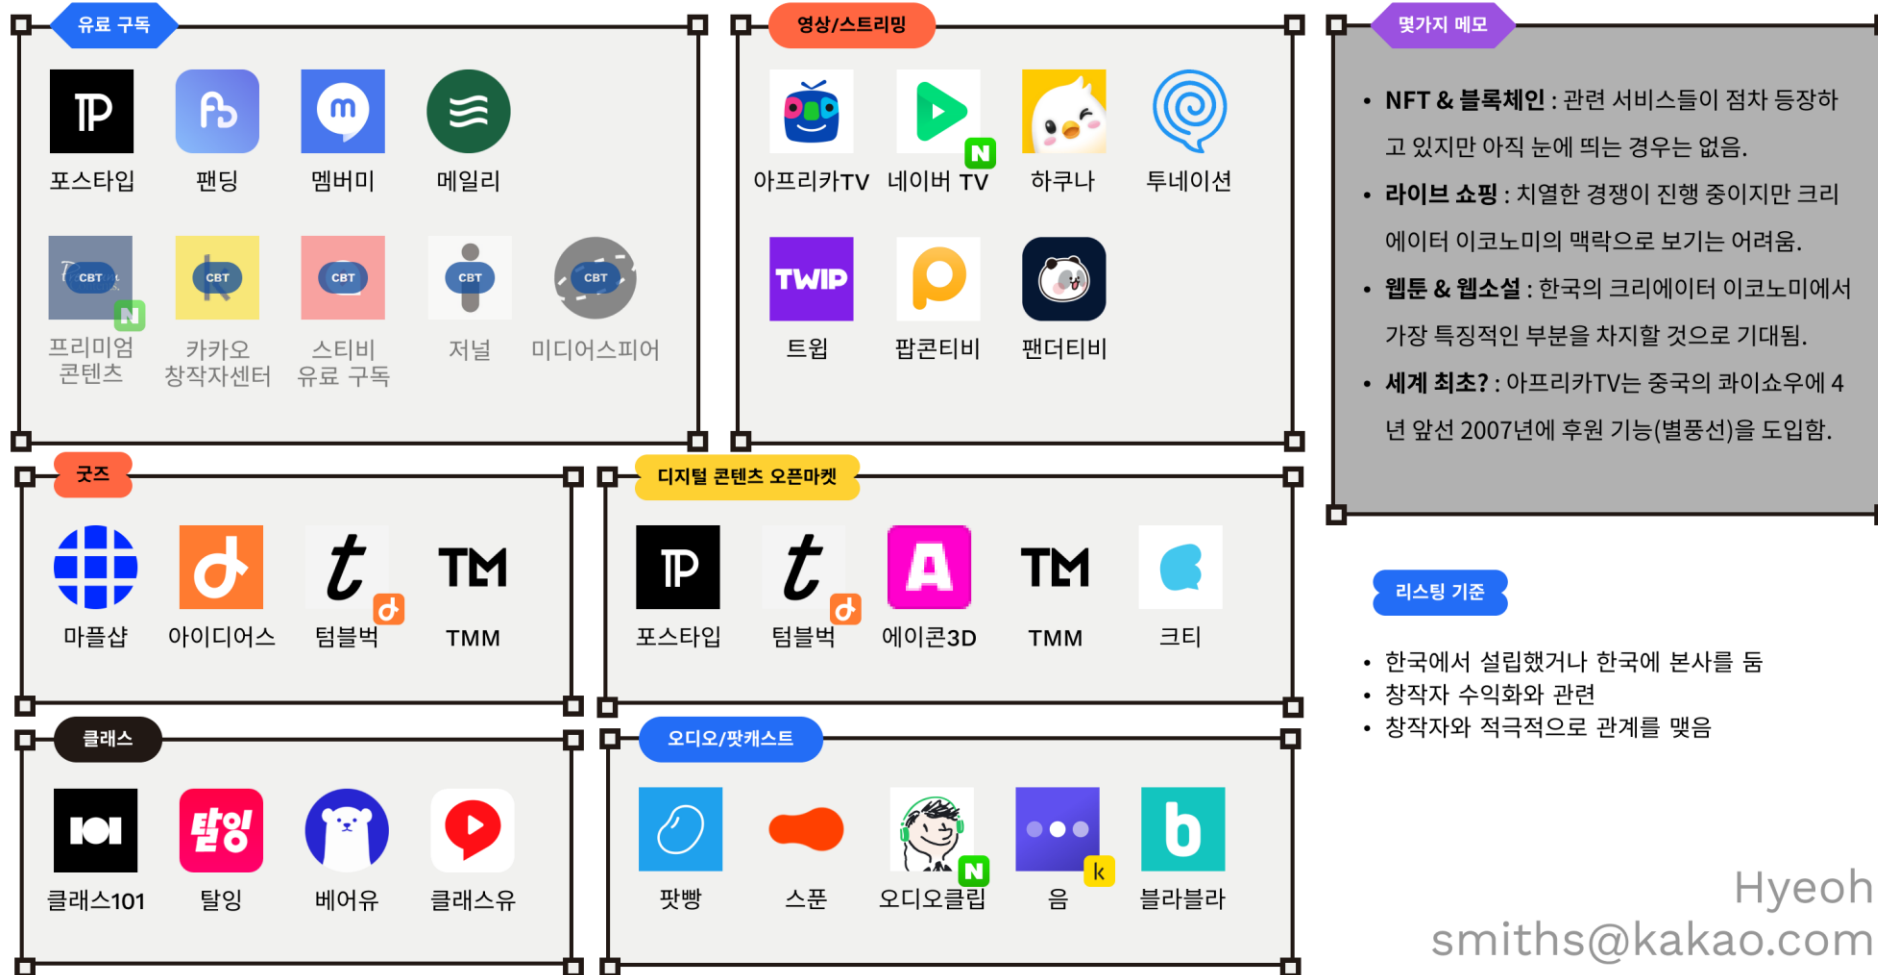 유료 구독
포스타입
팬딩
멤버미
메일리
CBT
CBT
CBT
CBT
CBT
N
프리미엄
콘텐츠
카카오
창작자센터
스티비
유료 구독
저널
미디어스피어
영상/스트리밍
N
아프리카TV
네이버 TV
하쿠나
투네이션
TWIP
트윕
팝콘티비
팬더티비
몇가지 메모
• NFT & 블록체인 : 관련 서비스들이 점차 등장하
고 있지만 아직 눈에 띄는 경우는 없음.
• 라이브 쇼핑 : 치열한 경쟁이 진행 중이지만 크리
에이터 이코노미의 맥락으로 보기는 어려움.
• 웹툰 & 웹소설 : 한국의 크리에이터 이코노미에서
가장 특징적인 부분을 차지할 것으로 기대됨.
• 세계 최초? : 아프리카TV는 중국의 콰이쇼우에 4
년 앞선 2007년에 후원 기능(별풍선)을 도입함.
굿즈
t
TM
마플샵
아이디어스
텀블벅
TMM
디지털 콘텐츠 오픈마켓
t
A
TM
포스타입
텀블벅
에이콘3D
TMM
크티
리스팅 기준
• 한국에서 설립했거나 한국에 본사를 둠
• 창작자 수익화와 관련
• 창작자와 적극적으로 관계를 맺음
클래스
101
탈잉
클래스101
탈잉
베어유
클래스유
오디오/팟캐스트
N
k
b
팟빵
스푼
오디오클립
음
블라블라
Hyeoh
smiths@kakao.com